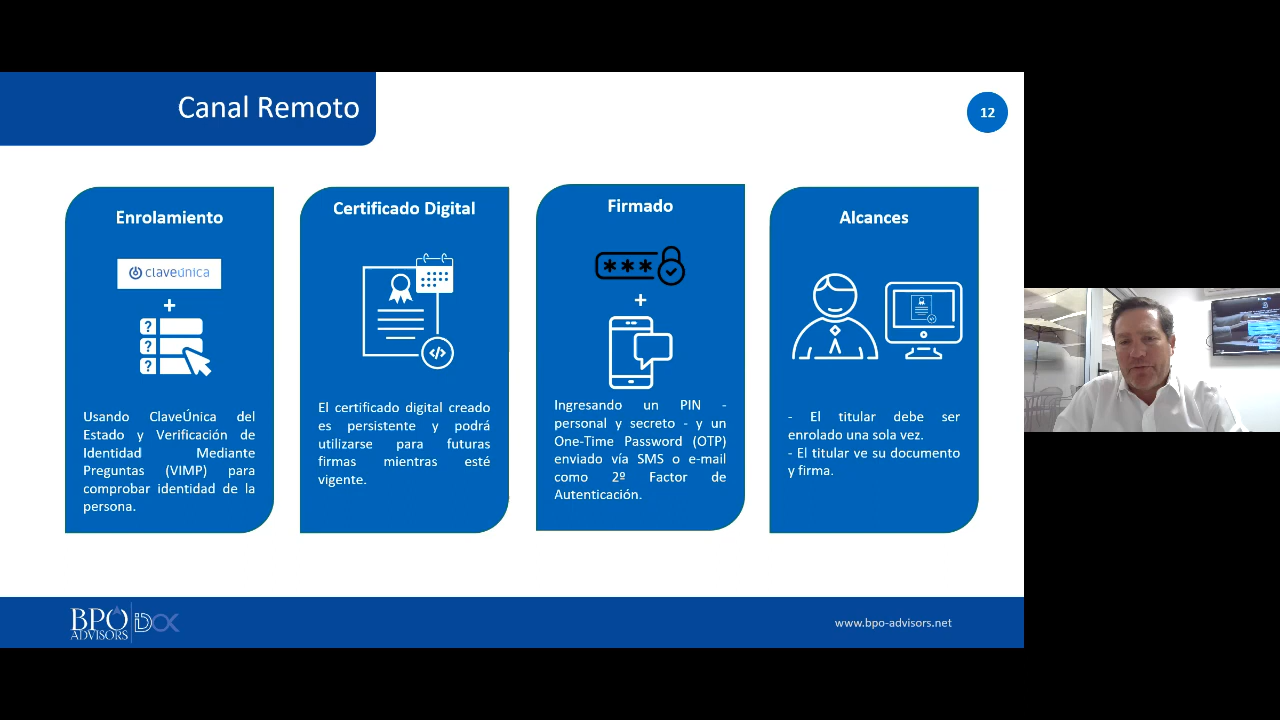 Canal Remoto
12
Enrolamiento
claveúnica
+
? 
?
?
Usando ClaveÚnica del
Estado y Verificación de
Identidad Mediante
Preguntas (VIMP) para
comprobar identidad de la
persona.
Certificado Digital
</>
El certificado digital creado
es persistente y podrá
utilizarse para futuras
firmas mientras esté
vigente.
Firmado
***
+
Ingresando un PIN -
personal y secreto - y un
One-Time Password (OTP)
enviado vía SMS o e-mail
como 2º Factor de
Autenticación.
Alcances
- El titular debe ser
enrolado una sola vez.
- El titular ve su documento
y firma.
BPO
ADVISORS
IDOK
www.bpo-advisors.net